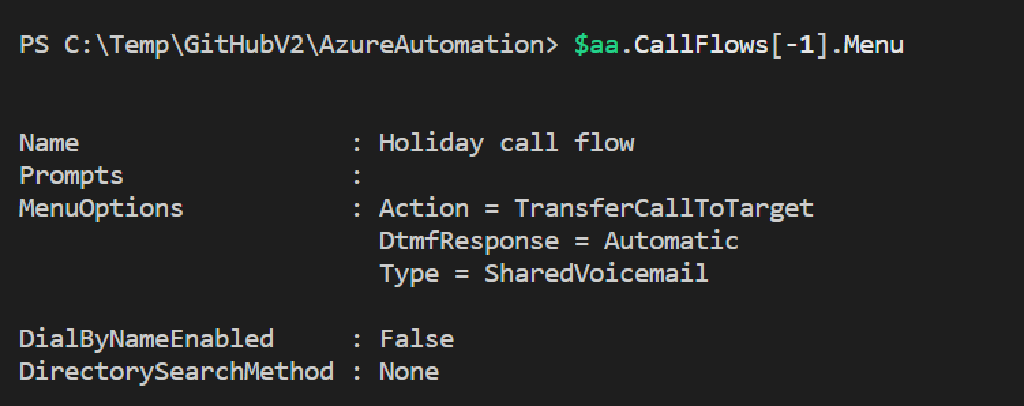 PS C:\Temp\GitHubV2\AzureAutomation> $aa.CallFlows[-1].Menu
Name                  : Holiday call flow
Prompts               :
MenuOptions           : Action = TransferCallToTarget
                        DtmfResponse = Automatic
                        Type = SharedVoicemail
DialByNameEnabled     : False
DirectorySearchMethod : None